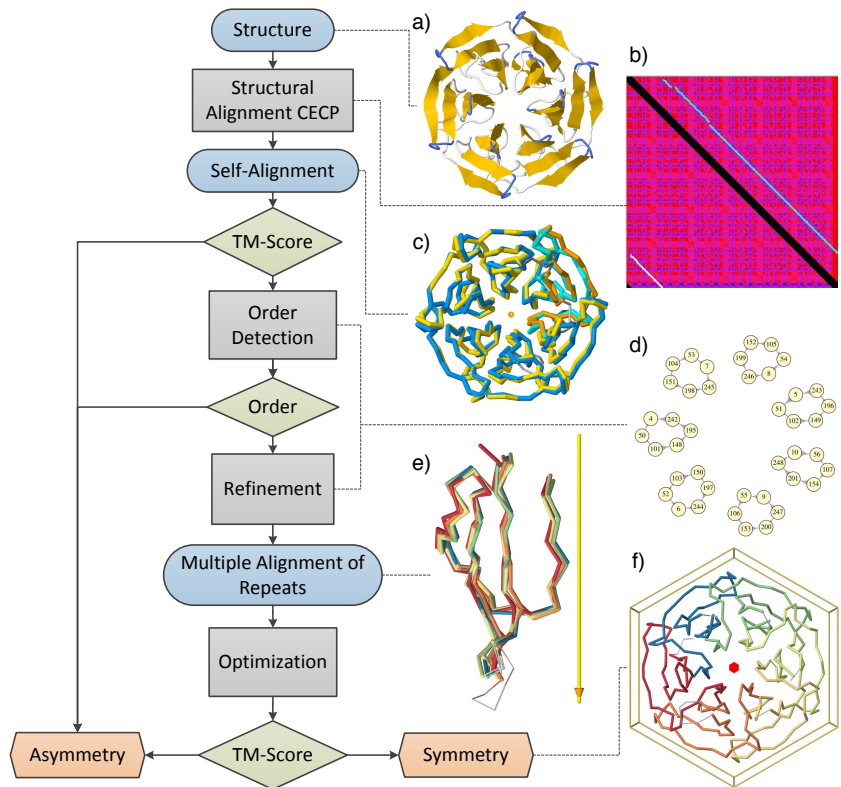 Structure
Structural
Alignment CECP
Self-Alignment
TM-Score
Order
Detection
Order
Refinement
Multiple Alignment of
Repeats
Optimization
Asymmetry
TM-Score
Symmetry
a)
b)
c)
d)
104 53 7
151 198 245
152 105
199 54
246 8
5 243
51 196
102 149
4 242
50 195
101 148
10 56
248 107
201 154
103 150
52 197
6 244
55 9
106 247
153 200
e)
f)